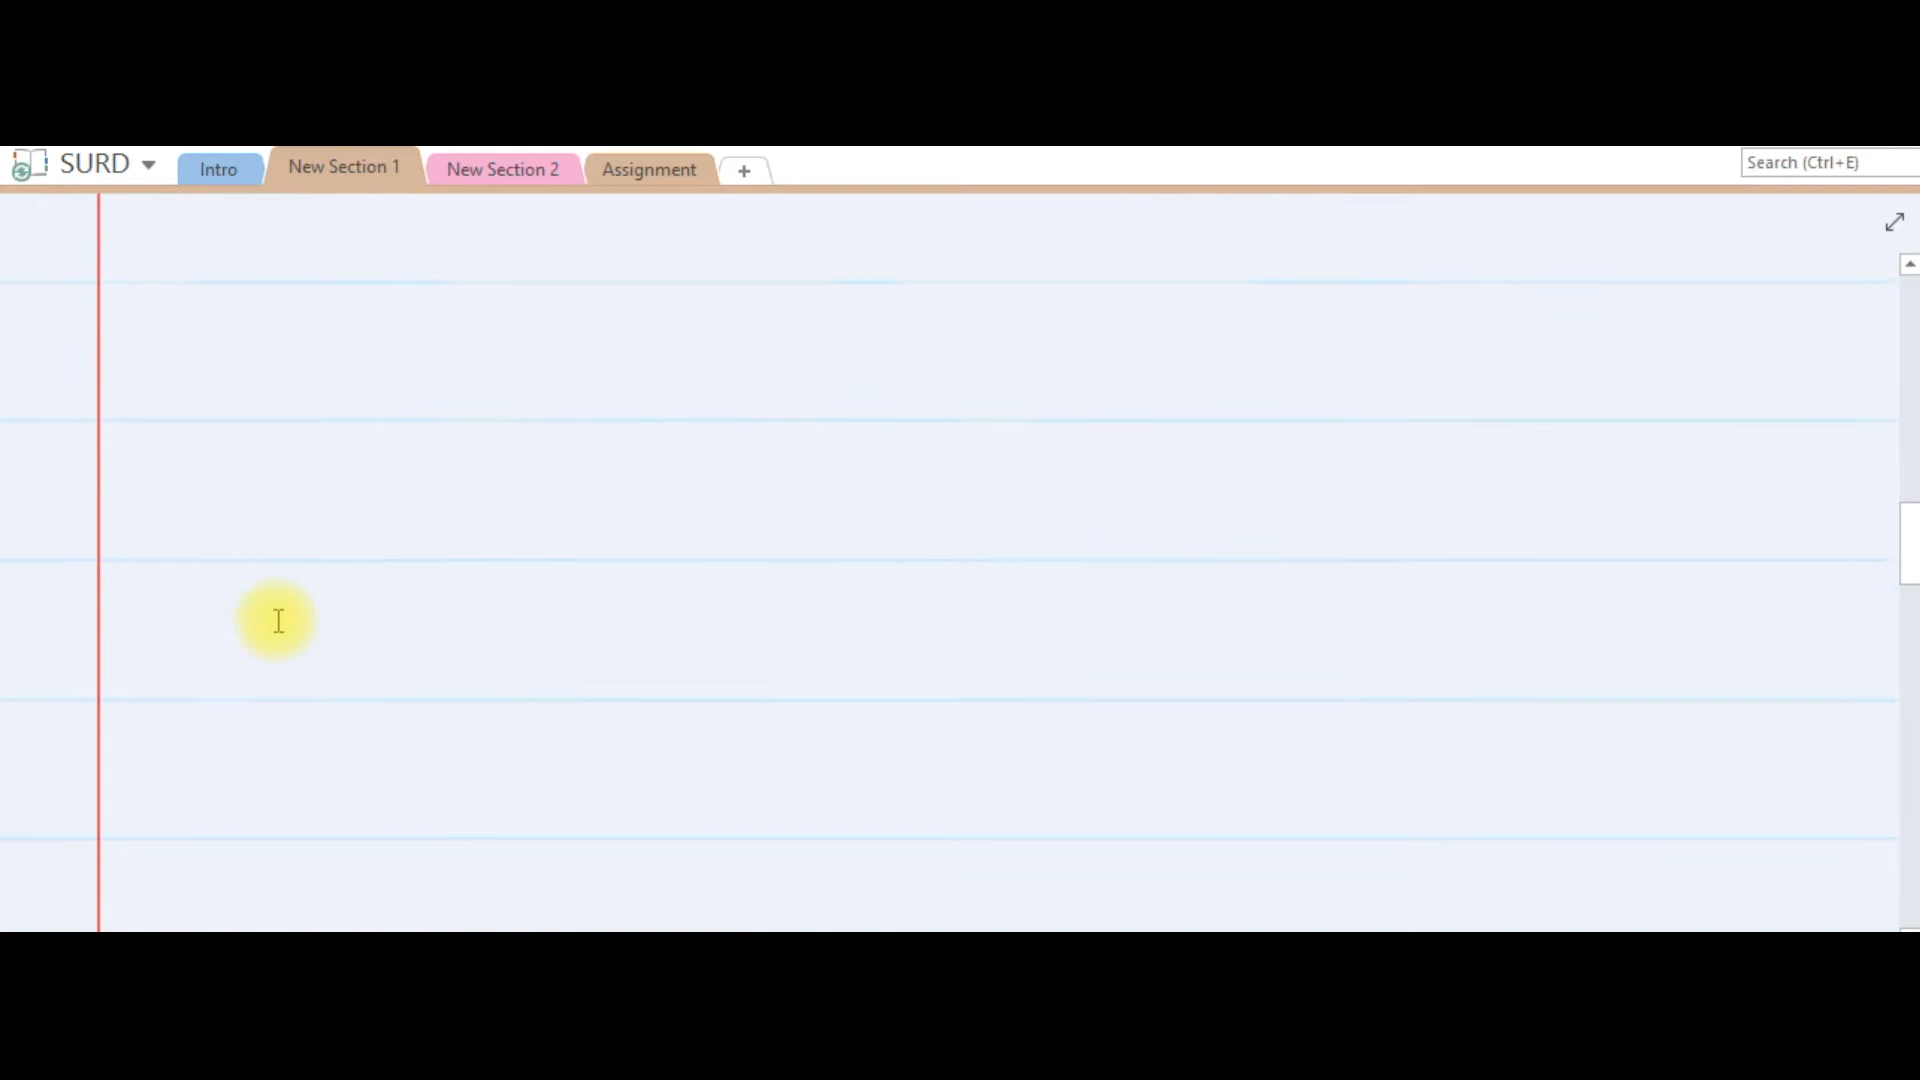 SURD Intro New Section 1 New Section 2 Assignment + Search (Ctrl+E)